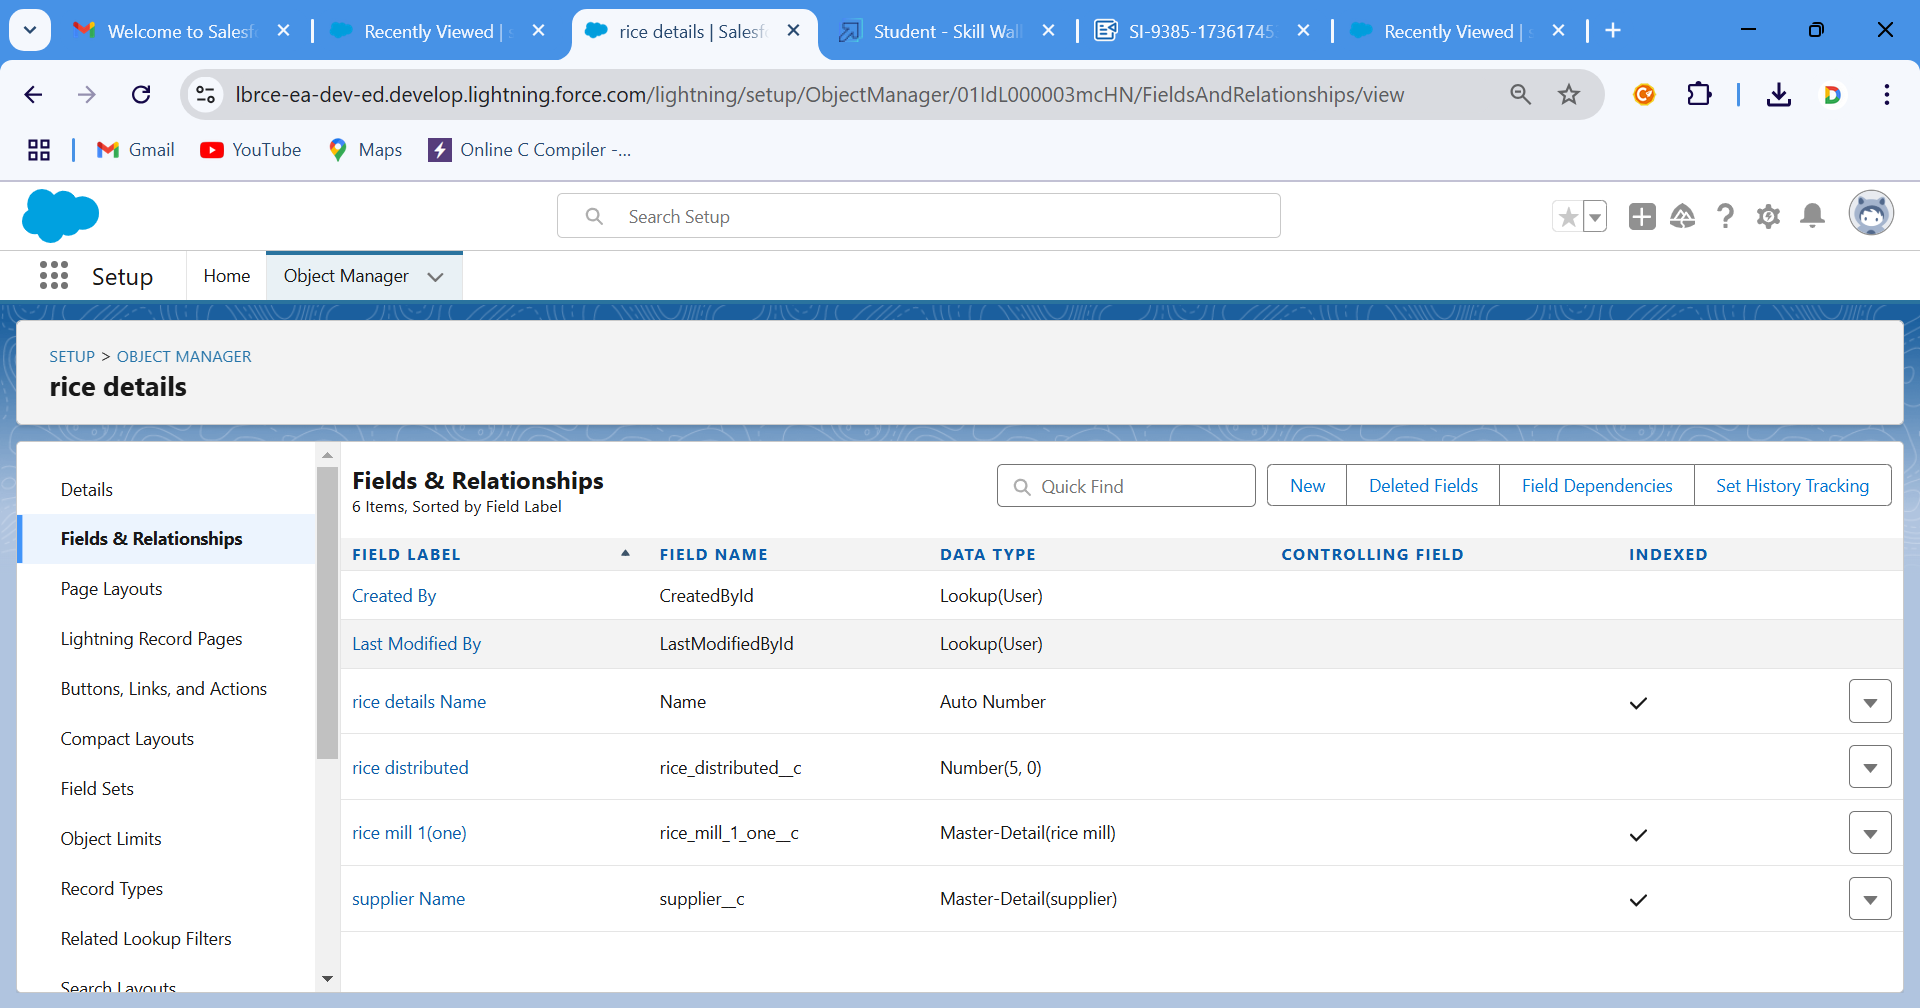 Welcome to Salesf
Recently Viewed | s
rice details | Salesfo
Student - Skill Wall
SI-9385-173617453
Recently Viewed | s
lbrce-ea-dev-ed.develop.lightning.force.com/lightning/setup/ObjectManager/01IdL000003mcHN/FieldsAndRelationships/view
D
Gmail
YouTube
Maps
Online C Compiler -...
Search Setup
Setup
Home
Object Manager
SETUP > OBJECT MANAGER
rice details
Details
Fields & Relationships
Page Layouts
Lightning Record Pages
Buttons, Links, and Actions
Compact Layouts
Field Sets
Object Limits
Record Types
Related Lookup Filters
Search Layouts
Fields & Relationships
6 Items, Sorted by Field Label
Quick Find
New
Deleted Fields
Field Dependencies
Set History Tracking
FIELD LABEL FIELD NAME DATA TYPE CONTROLLING FIELD INDEXED
Created By CreatedById Lookup(User)
Last Modified By LastModifiedById Lookup(User)
rice details Name Name Auto Number
rice distributed rice_distributed__c Number(5, 0)
rice mill 1(one) rice_mill_1_one__c Master-Detail(rice mill)
supplier Name supplier__c Master-Detail(supplier)